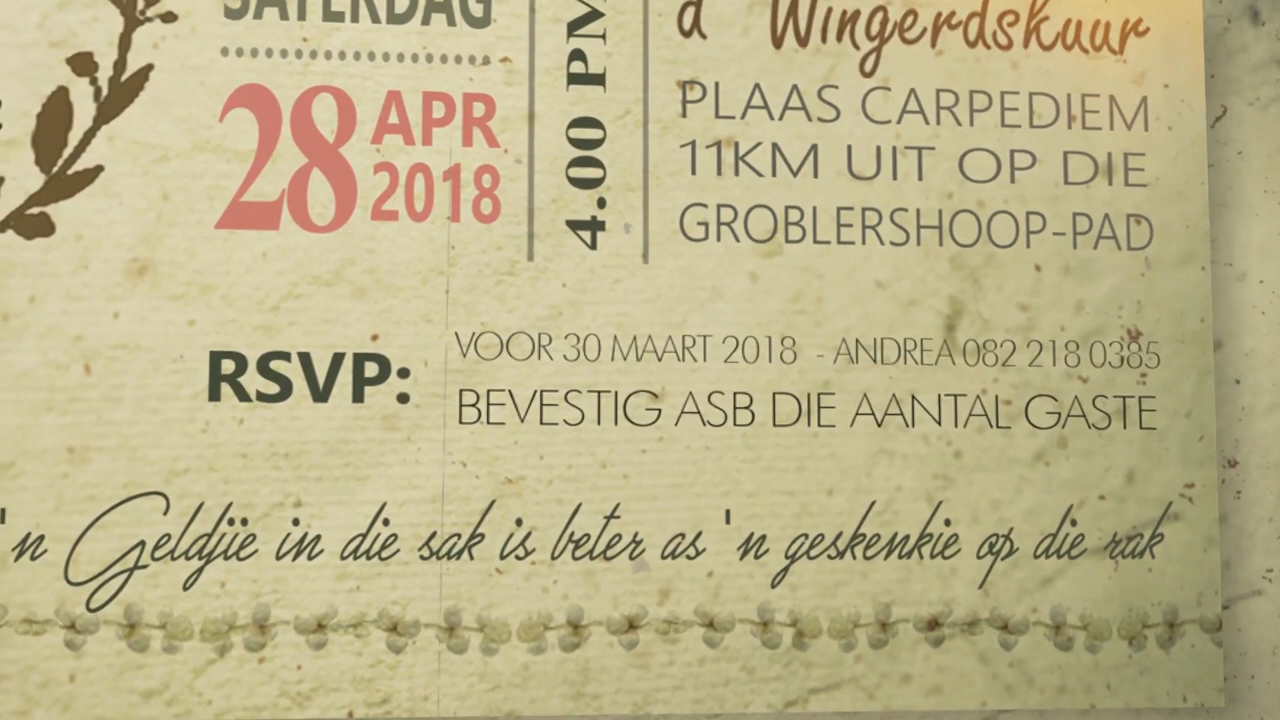 SATERDAG
28 APR 2018
4.00 PM
d Wingerdskuur
PLAAS CARPEDIEM
11KM UIT OP DIE
GROBLERSHOOP-PAD
RSVP:
VOOR 30 MAART 2018 - ANDREA 082 218 0385
BEVESTIG ASB DIE AANTAL GASTE
'n Geldjie in die sak is beter as 'n geskenkie op die rak